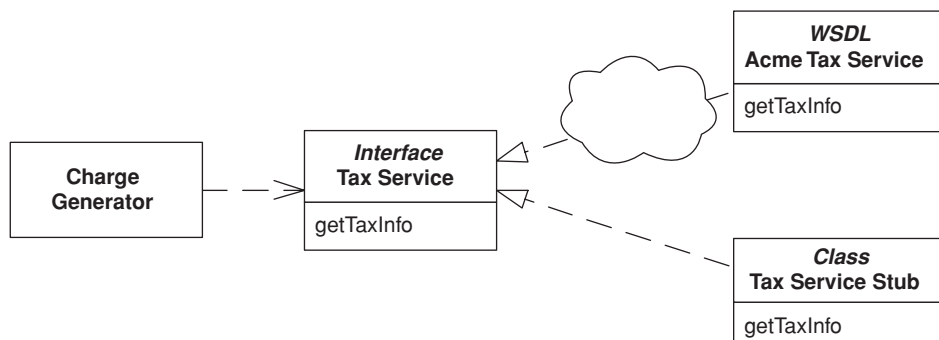 Charge
Generator
Interface
Tax Service
getTaxInfo
WSDL
Acme Tax Service
getTaxInfo
Class
Tax Service Stub
getTaxInfo